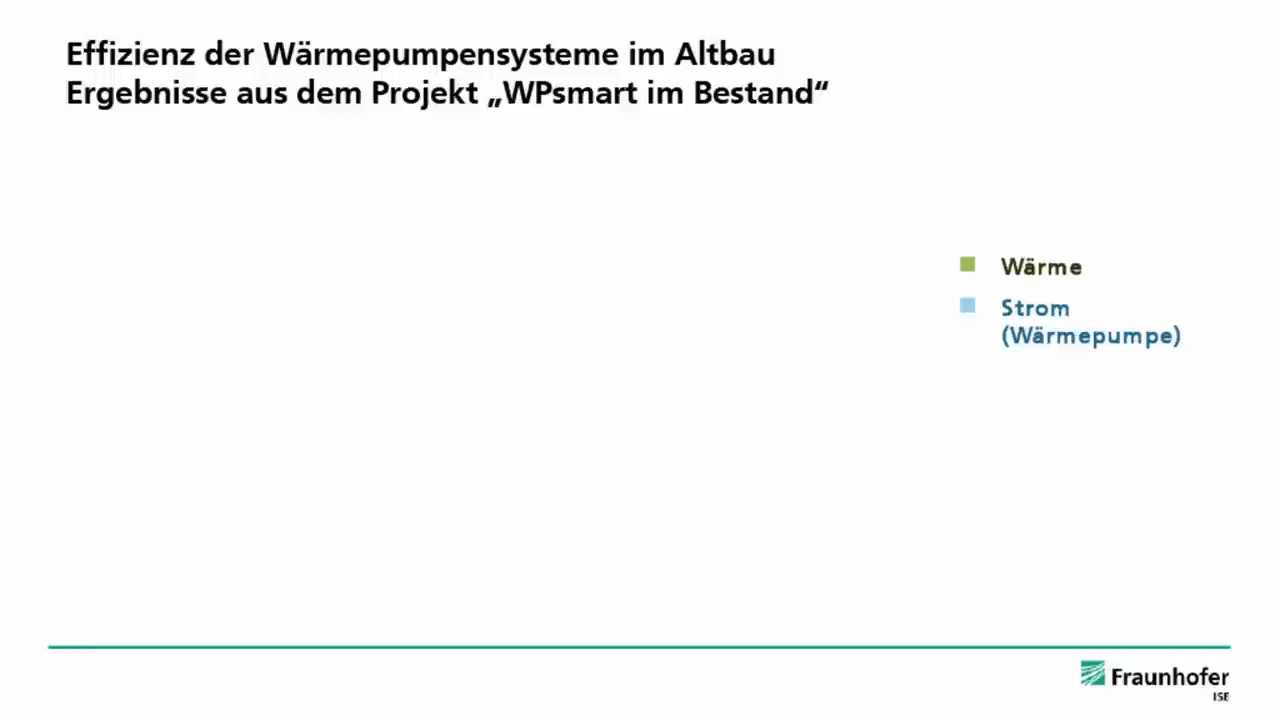 Effizienz der Wärmepumpensysteme im Altbau
Ergebnisse aus dem Projekt „WPsmart im Bestand“
Wärme
Strom
(Wärmepumpe)
Fraunhofer
ISE